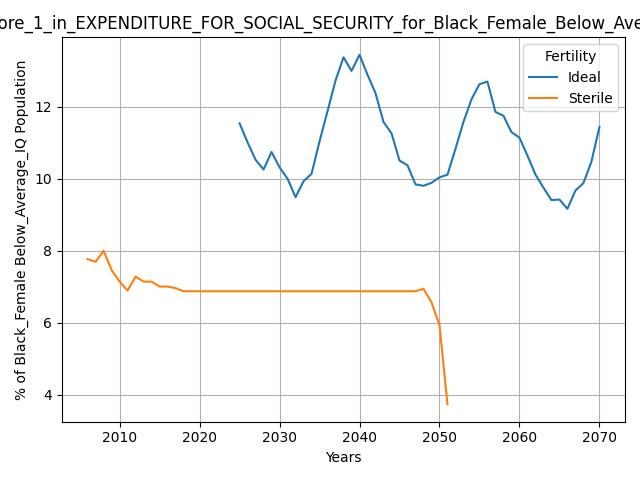 ore_1_in_EXPENDITURE_FOR_SOCIAL_SECURITY_for_Black_Female_Below_Ave
% of Black_Female Below_Average_IQ Population
12
10
8
6
4
Fertility
Ideal
Sterile
2010 2020 2030 2040 2050 2060 2070
Years